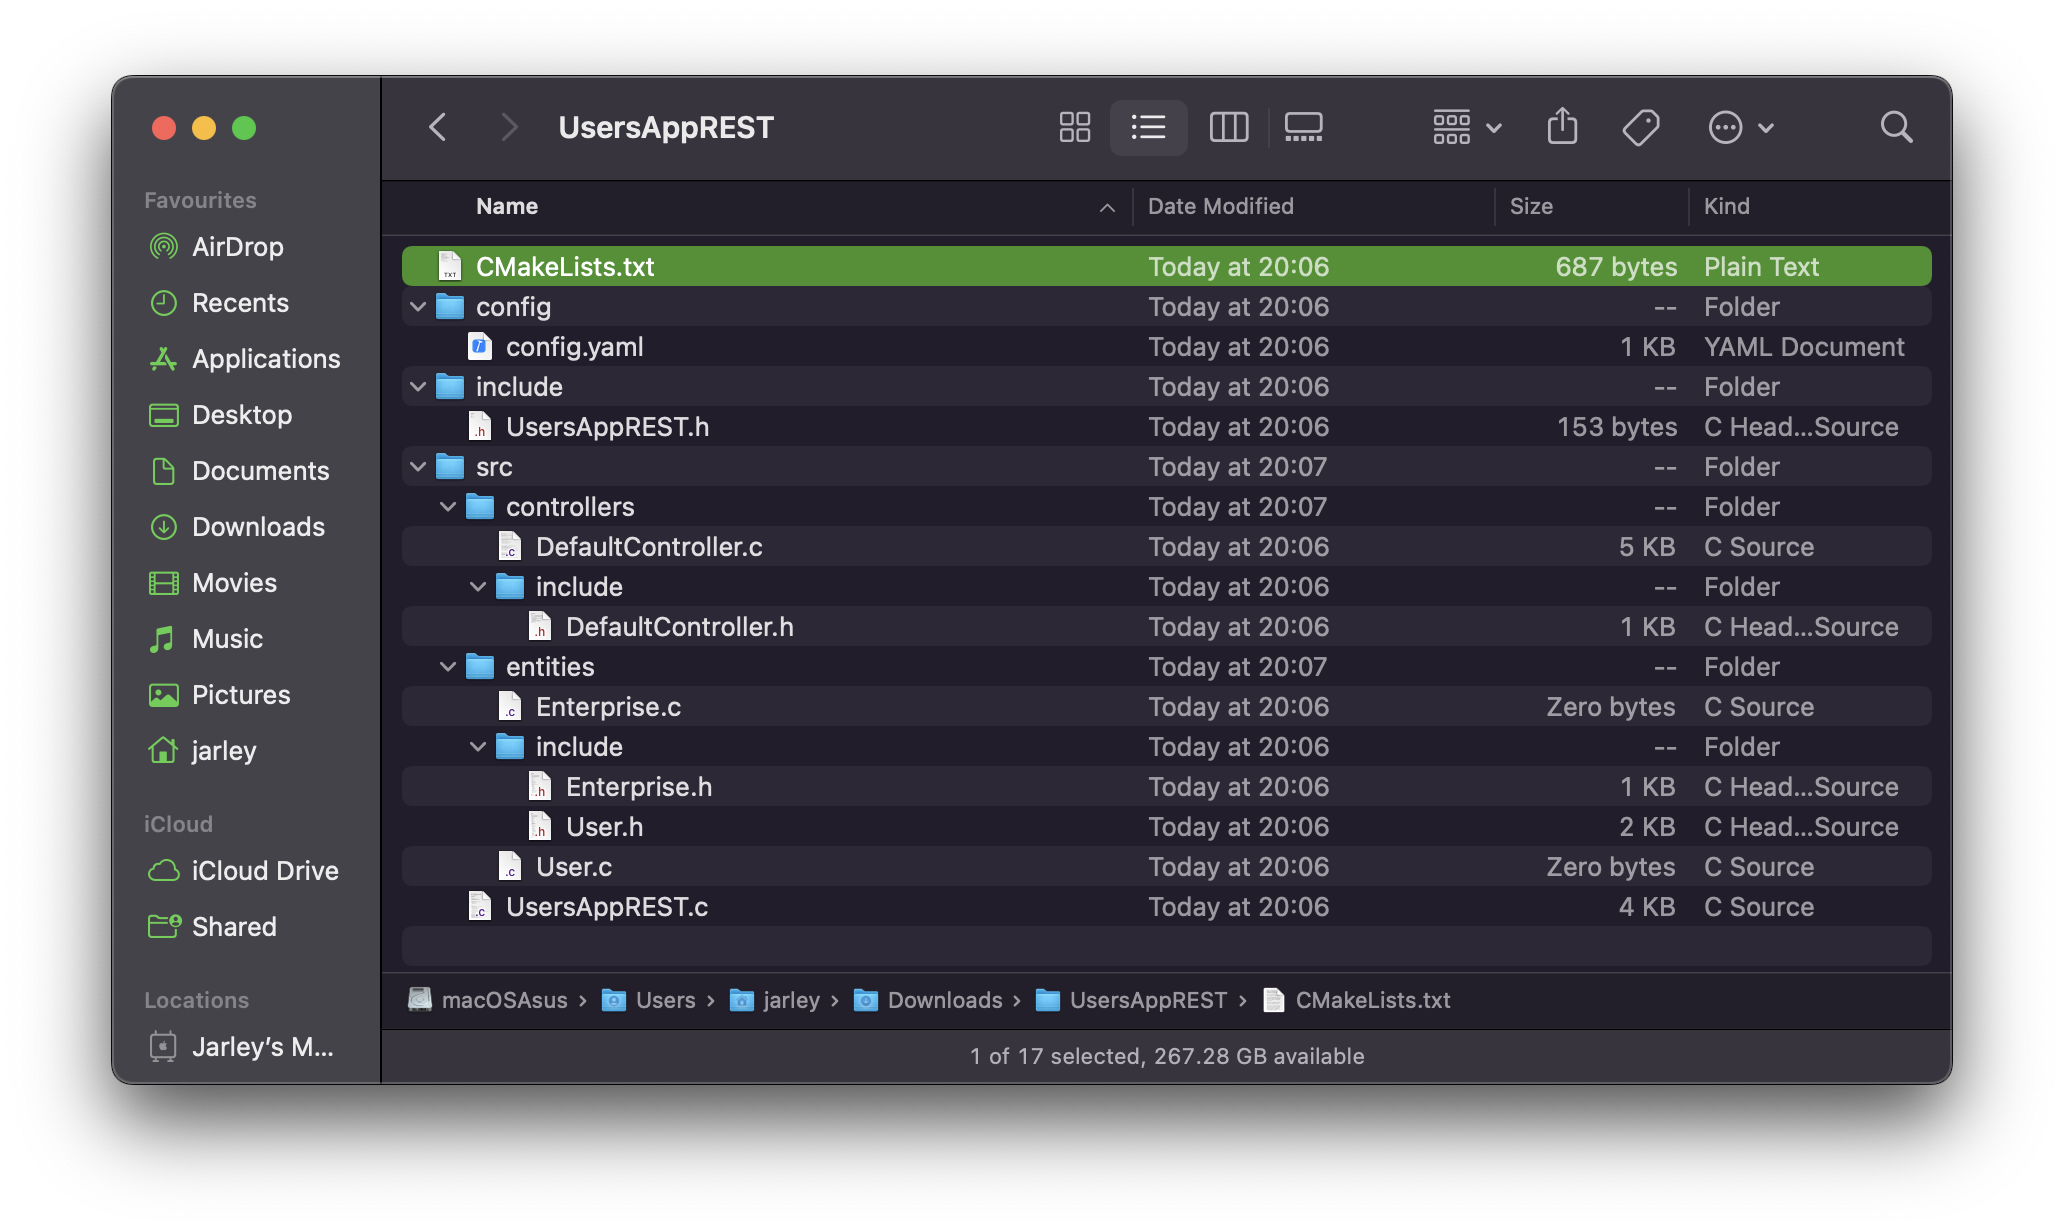 UsersAppREST
Favourites
AirDrop
Recents
Applications
Desktop
Documents
Downloads
Movies
Music
Pictures
jarley
iCloud
iCloud Drive
Shared
Locations
Jarley’s M...
Name Date Modified Size Kind
TXT CMakeLists.txt Today at 20:06 687 bytes Plain Text
config Today at 20:06 -- Folder
config.yaml Today at 20:06 1 KB YAML Document
include Today at 20:06 -- Folder
.h UsersAppREST.h Today at 20:06 153 bytes C Head...Source
src Today at 20:07 -- Folder
controllers Today at 20:07 -- Folder
.c DefaultController.c Today at 20:06 5 KB C Source
include Today at 20:06 -- Folder
.h DefaultController.h Today at 20:06 1 KB C Head...Source
entities Today at 20:07 -- Folder
.c Enterprise.c Today at 20:06 Zero bytes C Source
include Today at 20:06 -- Folder
.h Enterprise.h Today at 20:06 1 KB C Head...Source
.h User.h Today at 20:06 2 KB C Head...Source
.c User.c Today at 20:06 Zero bytes C Source
.c UsersAppREST.c Today at 20:06 4 KB C Source
macOSAsus › Users › jarley › Downloads › UsersAppREST › CMakeLists.txt
1 of 17 selected, 267.28 GB available